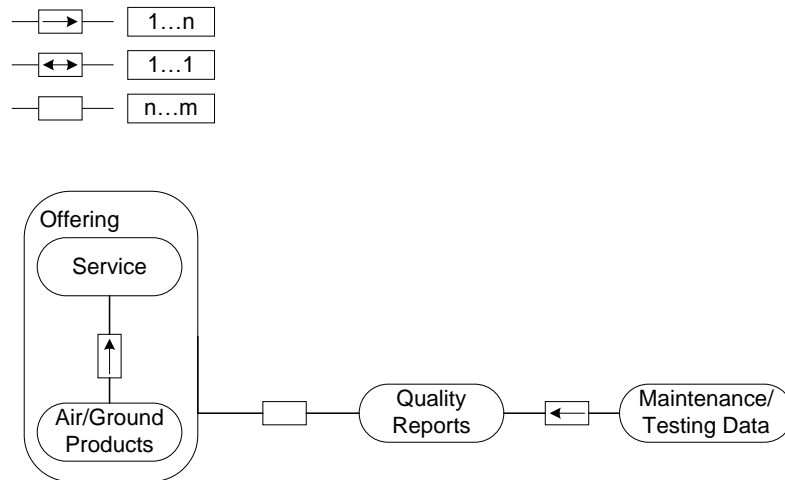 1…n
1…1
n…m
Offering
Service
Air/Ground
Products
Quality
Reports
Maintenance/
Testing Data